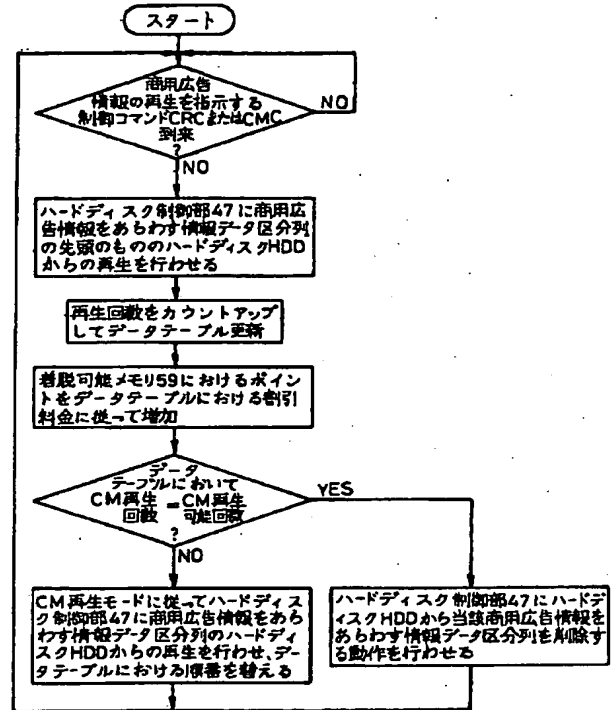 スタート
商用広告
情報の再生を指示する
制御コマンドCRCまたはCMC
到来
?
NO
NO
ハードディスク制御部47に商用広
告情報をあらわす情報データ区分列
の先頭のもののハードディスクHDD
からの再生を行わせる
再生回数をカウントアップ
してデータテーブル更新
着脱可能メモリ59におけるポイン
トをデータテーブルにおける割引
料金に従って増加
データ
テーブルにおいて
CM再生 = CM再生
回数 可能回数
?
YES
NO
CM再生モードに従ってハードディス
ク制御部47に商用広告情報をあら
わす情報データ区分列のハードディ
スクHDDからの再生を行わせ、デー
タテーブルにおける順番を替える
ハードディスク制御部47にハードデ
ィスクHDDから当該商用広告情報を
あらわす情報データ区分列を削除す
る動作を行わせる